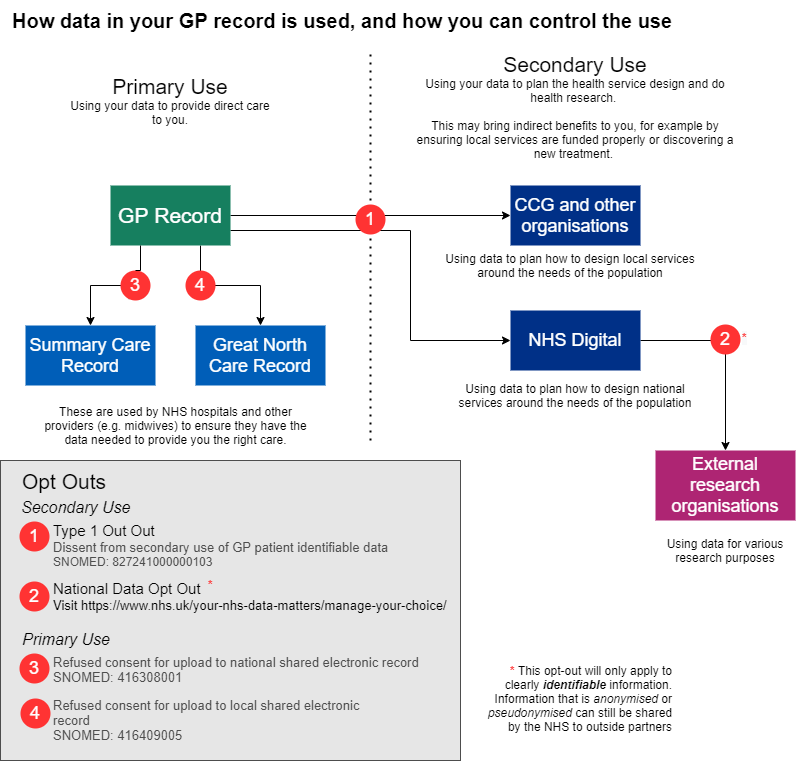 How data in your GP record is used, and how you can control the use
Primary Use
Using your data to provide direct care
to you.
Secondary Use
Using your data to plan the health service design and do
health research.
This may bring indirect benefits to you, for example by
ensuring local services are funded properly or discovering a
new treatment.
GP Record
1
CCG and other
organisations
Using data to plan how to design local services
around the needs of the population
3
4
Summary Care
Record
Great North
Care Record
These are used by NHS hospitals and other
providers (e.g. midwives) to ensure they have the
data needed to provide you the right care.
NHS Digital
2 *
Using data to plan how to design national
services around the needs of the population
External
research
organisations
Using data for various
research purposes
Opt Outs
Secondary Use
1 Type 1 Out Out
Dissent from secondary use of GP patient identifiable data
SNOMED: 827241000000103
2 National Data Opt Out *
Visit https://www.nhs.uk/your-nhs-data-matters/manage-your-choice/
Primary Use
3 Refused consent for upload to national shared electronic record
SNOMED: 416308001
4 Refused consent for upload to local shared electronic
record
SNOMED: 416409005
* This opt-out will only apply to
clearly identifiable information.
Information that is anonymised or
pseudonymised can still be shared
by the NHS to outside partners